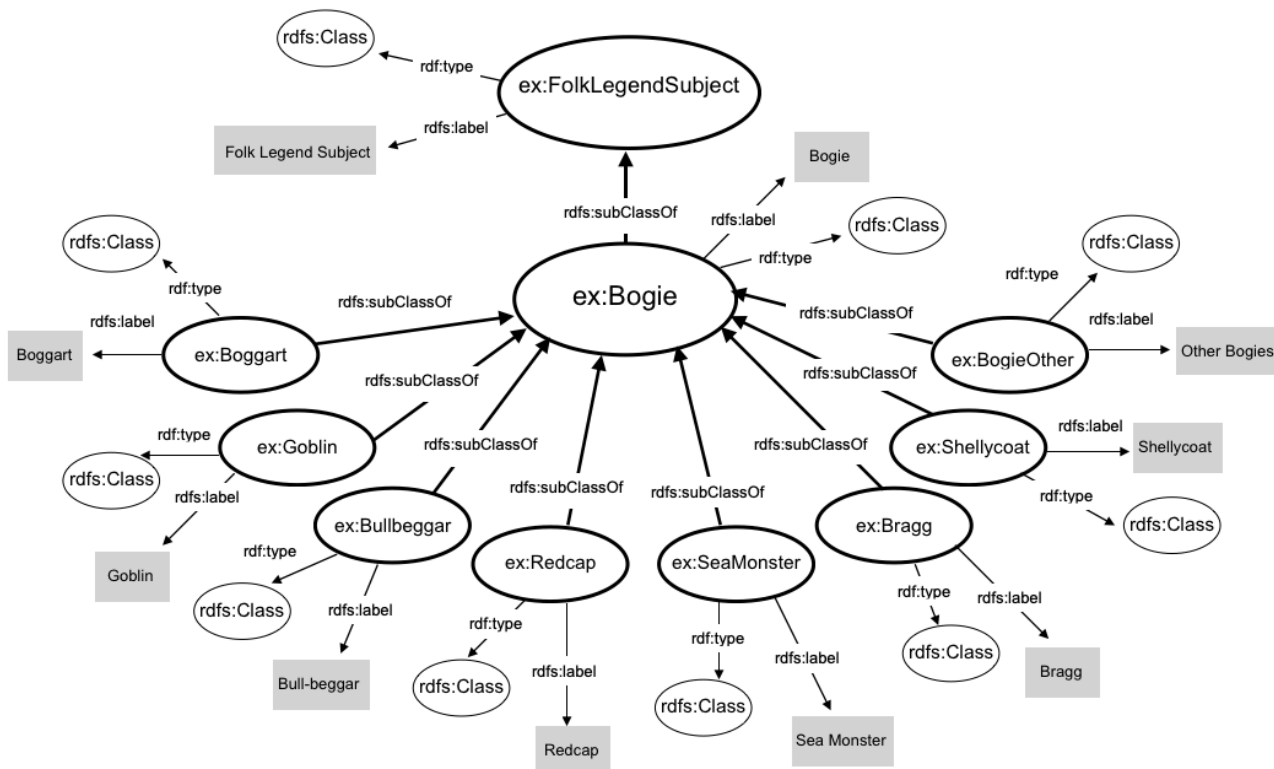 rdfs:Class
rdf:type
ex:FolkLegendSubject
rdfs:label
Folk Legend Subject
Bogie
rdfs:subClassOf
rdfs:label
rdfs:Class
rdf:type
ex:Bogie
rdfs:Class
rdf:type
rdfs:label
Boggart
ex:Boggart
rdfs:subClassOf
rdfs:Class
rdf:type
rdfs:subClassOf
rdfs:label
ex:BogieOther
Other Bogies
rdfs:subClassOf
rdfs:subClassOf
rdf:type
ex:Goblin
rdfs:Class
rdfs:label
Goblin
rdfs:label
ex:Shellycoat
Shellycoat
rdf:type
rdfs:Class
rdfs:subClassOf
rdfs:subClassOf
rdfs:subClassOf
rdfs:subClassOf
ex:Bullbeggar
rdf:type
rdfs:Class
rdfs:label
Bull-beggar
ex:Redcap
rdf:type
rdfs:Class
rdfs:label
Redcap
ex:SeaMonster
rdf:type
rdfs:Class
rdfs:label
Sea Monster
ex:Bragg
rdf:type
rdfs:Class
rdfs:label
Bragg